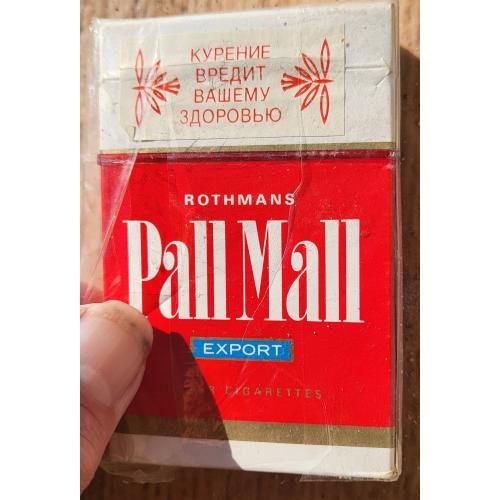 КУРЕНИЕ
ВРЕДИТ
ВАШЕМУ
ЗДОРОВЬЮ
ROTHMANS
Pall Mall
EXPORT
CIGARETTES